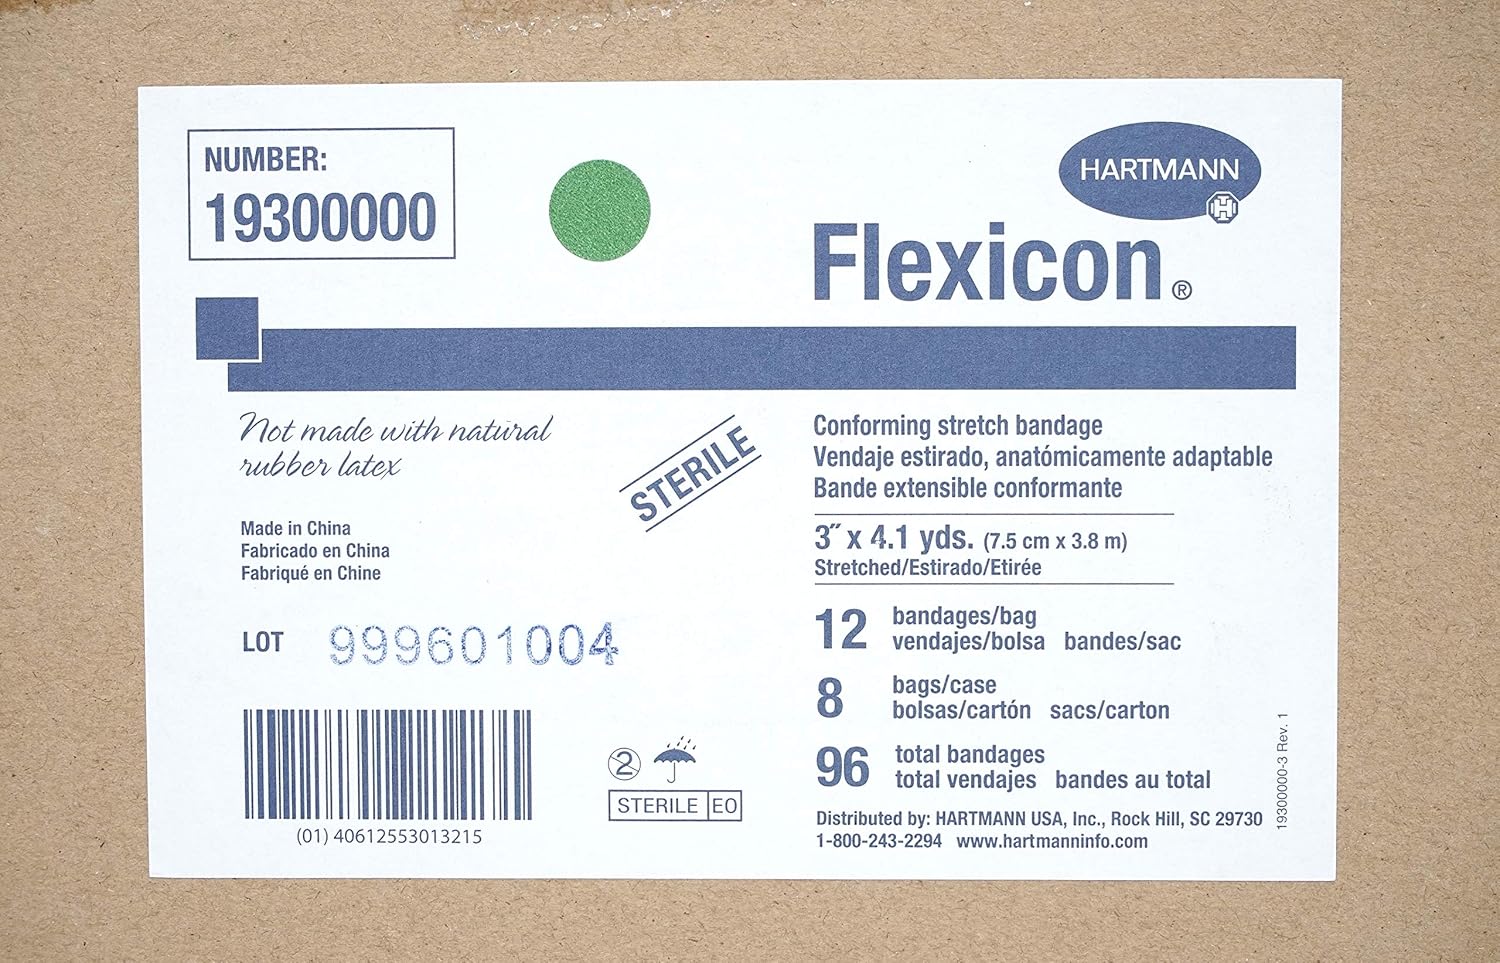 NUMBER:
19300000
HARTMANN
H
Flexicon®
Not made with natural
rubber latex
STERILE
Conforming stretch bandage
Vendaje estirado, anatómicamente adaptable
Bande extensible conformante
3˝ x 4.1 yds. (7.5 cm x 3.8 m)
Stretched/Estirado/Etirée
Made in China
Fabricado en China
Fabriqué en Chine
LOT 999601004
12 bandages/bag
vendajes/bolsa bandes/sac
8 bags/case
bolsas/cartón sacs/carton
96 total bandages
total vendajes bandes au total
(01) 40612553013215
2
STERILE EO
Distributed by: HARTMANN USA, Inc., Rock Hill, SC 29730
1-800-243-2294 www.hartmanninfo.com
19300000-3 Rev. 1